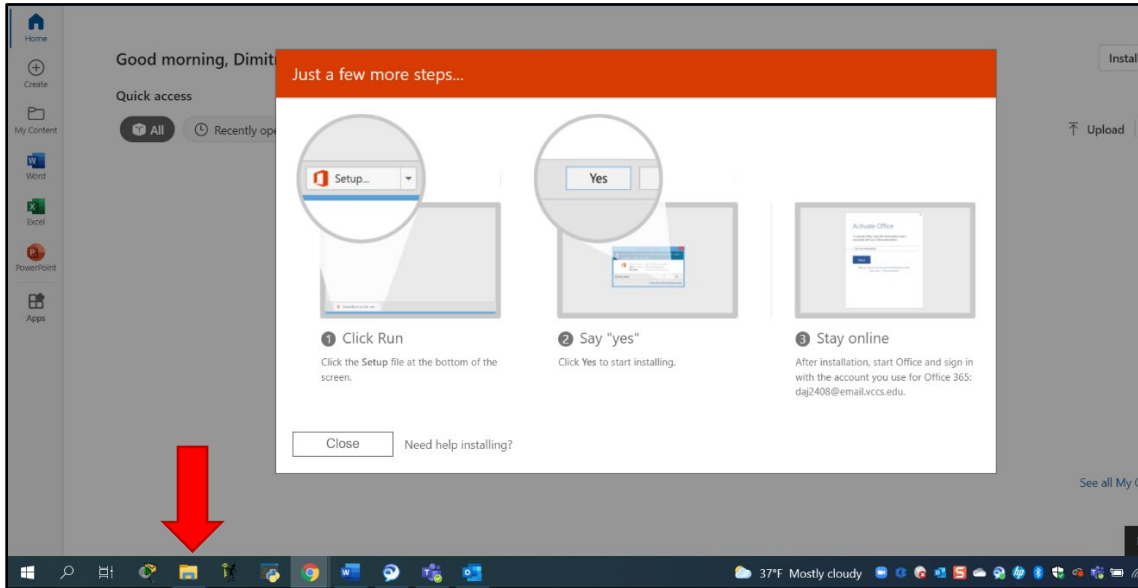 Home
Good morning, Dimit
Just a few more steps...
Instal
Create
Quick access
My Content
All
Recently ope
Upload
Setup...
Yes
Word
Excel
PowerPoint
Apps
Activate Office
1 Click Run
2 Say "yes"
3 Stay online
Click the Setup file at the bottom of the
screen.
Click Yes to start installing.
After installation, start Office and sign in
with the account you use for Office 365:
daj2408@email.vccs.edu.
Close
Need help installing?
See all My
37°F Mostly cloudy